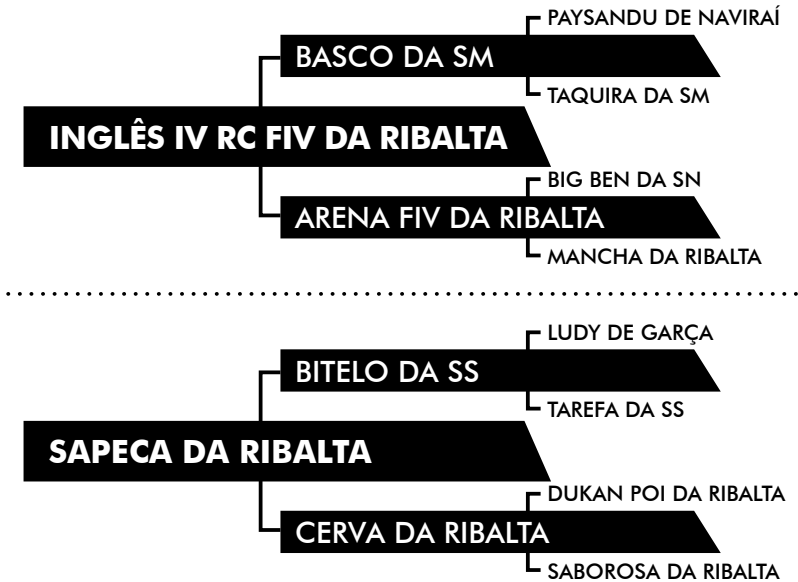 PAYSANDU DE NAVIRAÍ
BASCO DA SM
TAQUIRA DA SM
INGLÊS IV RC FIV DA RIBALTA
BIG BEN DA SN
ARENA FIV DA RIBALTA
MANCHA DA RIBALTA
LUDY DE GARÇA
BITELO DA SS
TAREFA DA SS
SAPECA DA RIBALTA
DUKAN POI DA RIBALTA
CERVA DA RIBALTA
SABOROSA DA RIBALTA